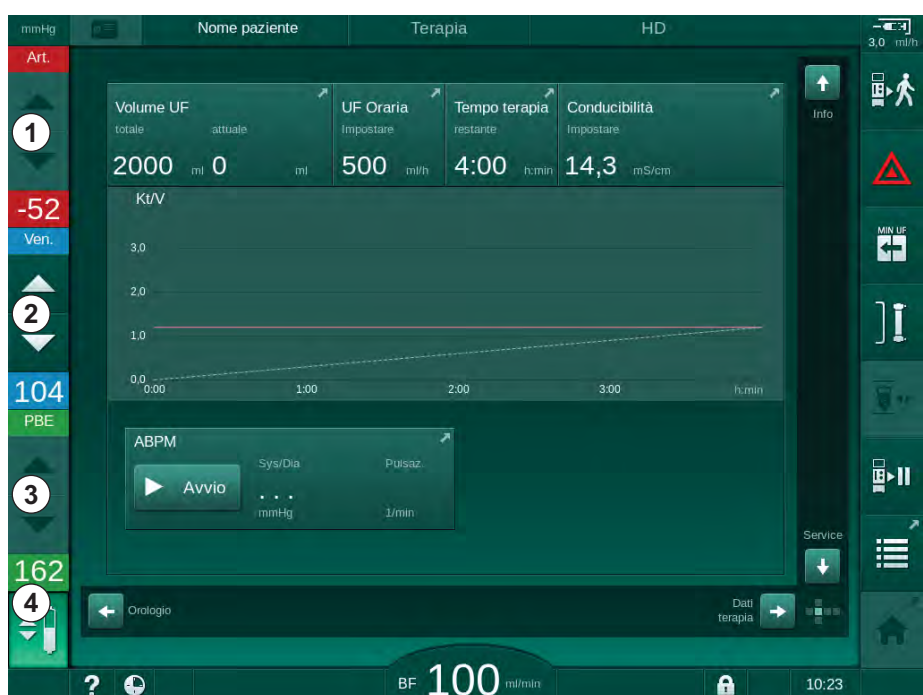 mmHg
Nome paziente
Terapia
HD
3,0 ml/h
Art.
1
-52
Ven.
2
104
PBE
3
162
4
Volume UF
totale attuale
2000 ml 0 ml
UF Oraria
Impostare
500 ml/h
Tempo terapia
restante
4:00 h:min
Conducibilità
Impostare
14,3 mS/cm
Kt/V
3,0
2,0
1,0
0,0
0:00 1:00 2:00 3:00 h:min
ABPM
Avvio
Sys/Dia
. . .
mmHg
Pulsaz.
1/min
Info
Service
Orologio
Dati
terapia
MIN UF
?
BF 100 ml/min
10:23